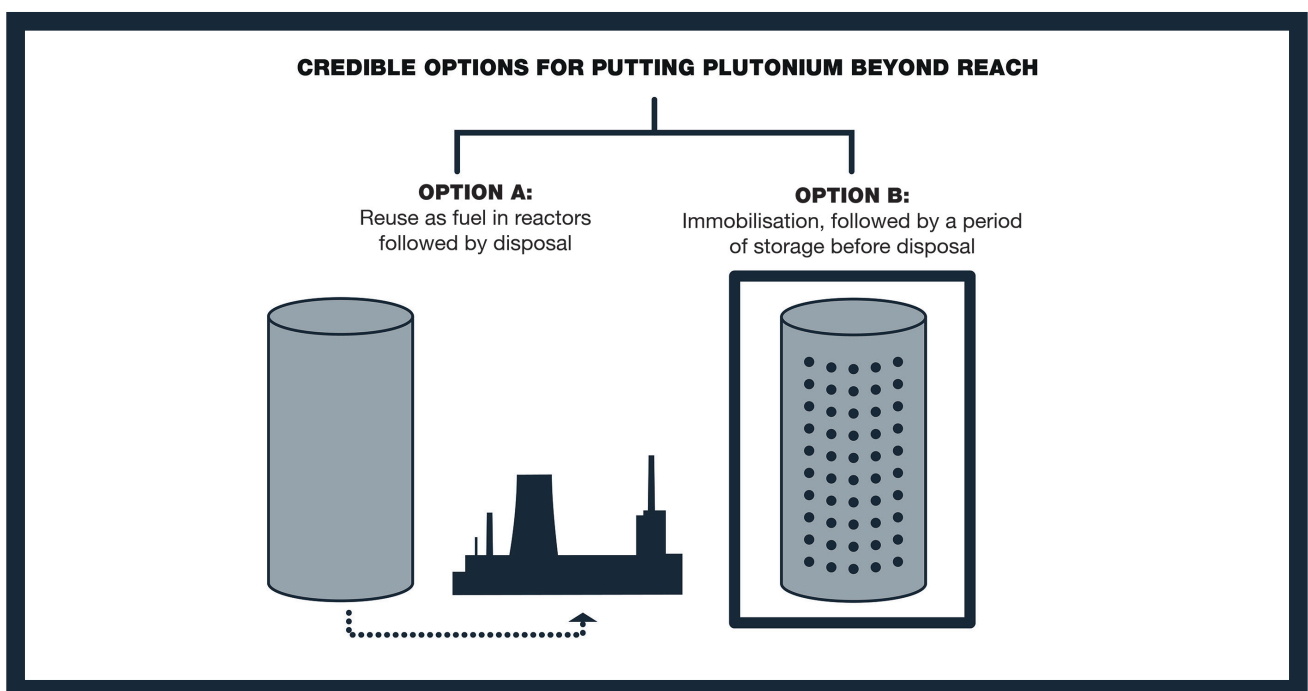 CREDIBLE OPTIONS FOR PUTTING PLUTONIUM BEYOND REACH
OPTION A:
Reuse as fuel in reactors
followed by disposal
OPTION B:
Immobilisation, followed by a period
of storage before disposal